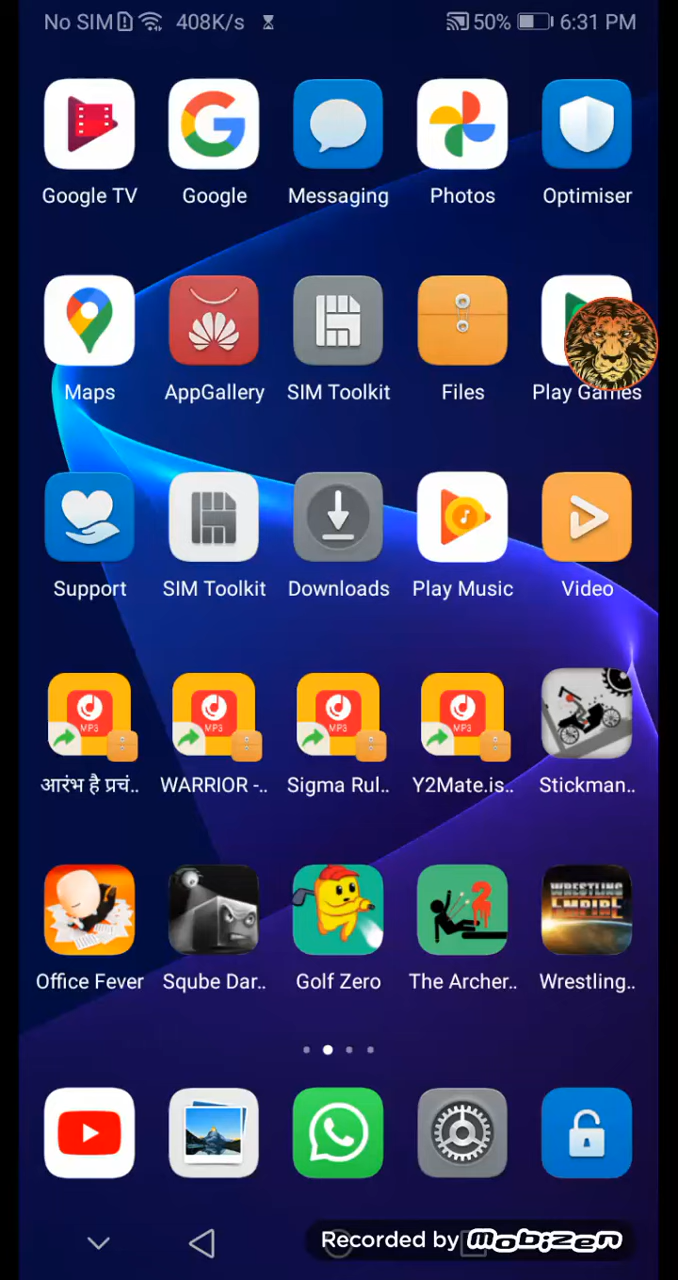 No SIM 408K/s 50% 6:31 PM
Google TV Google Messaging Photos Optimiser
Maps AppGallery SIM Toolkit Files Play Games
Support SIM Toolkit Downloads Play Music Video
MP3 MP3 MP3 MP3
आरंभ है प्रचं.. WARRIOR -.. Sigma Rul.. Y2Mate.is.. Stickman..
2 WRESTLING
EMPIRE
Office Fever Sqube Dar.. Golf Zero The Archer.. Wrestling..
Recorded by mobizen